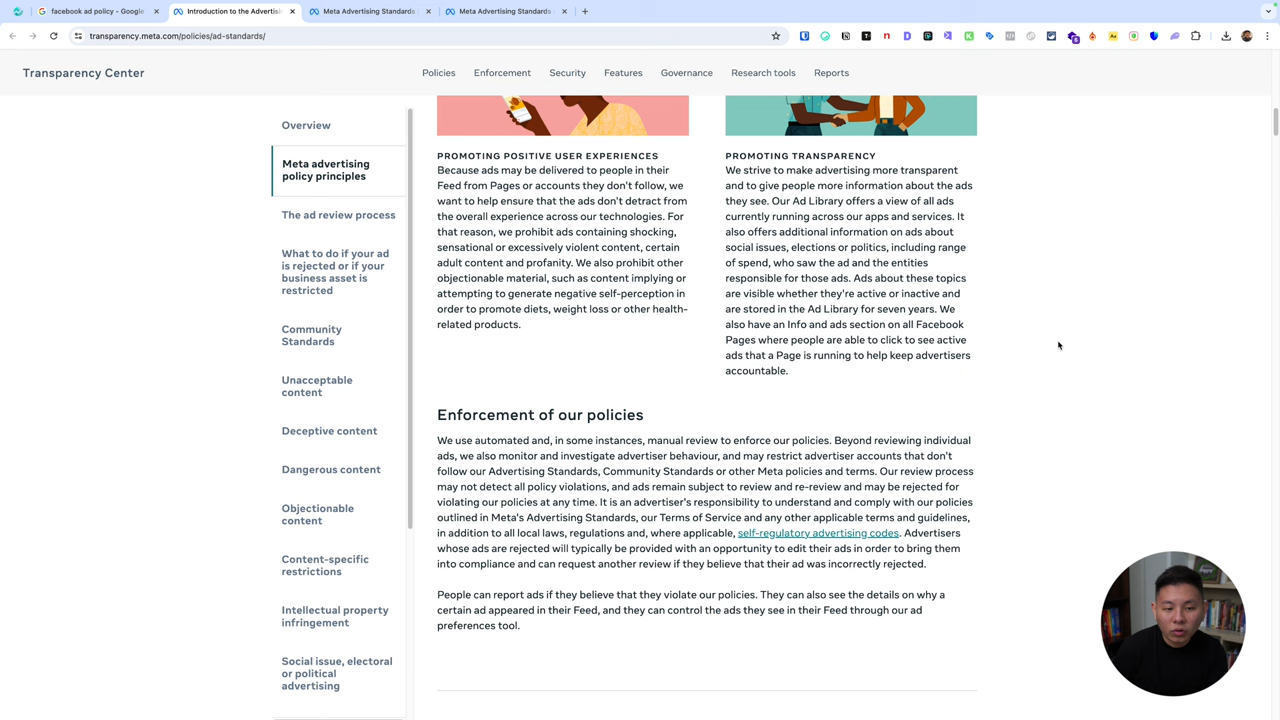 facebook ad policy - Google
Introduction to the Advertisi
Meta Advertising Standards
Meta Advertising Standards
transparency.meta.com/policies/ad-standards/
Transparency Center
Policies
Enforcement
Security
Features
Governance
Research tools
Reports
Overview
Meta advertising
policy principles
The ad review process
What to do if your ad
is rejected or if your
business asset is
restricted
Community
Standards
Unacceptable
content
Deceptive content
Dangerous content
Objectionable
content
Content-specific
restrictions
Intellectual property
infringement
Social issue, electoral
or political
advertising
PROMOTING POSITIVE USER EXPERIENCES
Because ads may be delivered to people in their
Feed from Pages or accounts they don't follow, we
want to help ensure that the ads don't detract from
the overall experience across our technologies. For
that reason, we prohibit ads containing shocking,
sensational or excessively violent content, certain
adult content and profanity. We also prohibit other
objectionable material, such as content implying or
attempting to generate negative self-perception in
order to promote diets, weight loss or other health-
related products.
PROMOTING TRANSPARENCY
We strive to make advertising more transparent
and to give people more information about the ads
they see. Our Ad Library offers a view of all ads
currently running across our apps and services. It
also offers additional information on ads about
social issues, elections or politics, including range
of spend, who saw the ad and the entities
responsible for those ads. Ads about these topics
are visible whether they're active or inactive and
are stored in the Ad Library for seven years. We
also have an Info and ads section on all Facebook
Pages where people are able to click to see active
ads that a Page is running to help keep advertisers
accountable.
Enforcement of our policies
We use automated and, in some instances, manual review to enforce our policies. Beyond reviewing individual
ads, we also monitor and investigate advertiser behaviour, and may restrict advertiser accounts that don't
follow our Advertising Standards, Community Standards or other Meta policies and terms. Our review process
may not detect all policy violations, and ads remain subject to review and re-review and may be rejected for
violating our policies at any time. It is an advertiser's responsibility to understand and comply with our policies
outlined in Meta's Advertising Standards, our Terms of Service and any other applicable terms and guidelines,
in addition to all local laws, regulations and, where applicable, self-regulatory advertising codes. Advertisers
whose ads are rejected will typically be provided with an opportunity to edit their ads in order to bring them
into compliance and can request another review if they believe that their ad was incorrectly rejected.
People can report ads if they believe that they violate our policies. They can also see the details on why a
certain ad appeared in their Feed, and they can control the ads they see in their Feed through our ad
preferences tool.